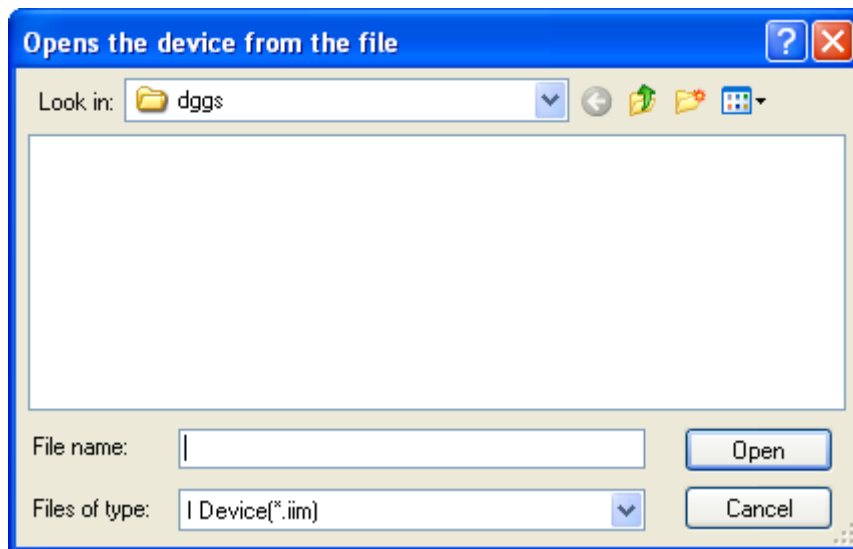 Opens the device from the file
Look in: dggs
File name: Open
Files of type: I Device(*.iim) Cancel